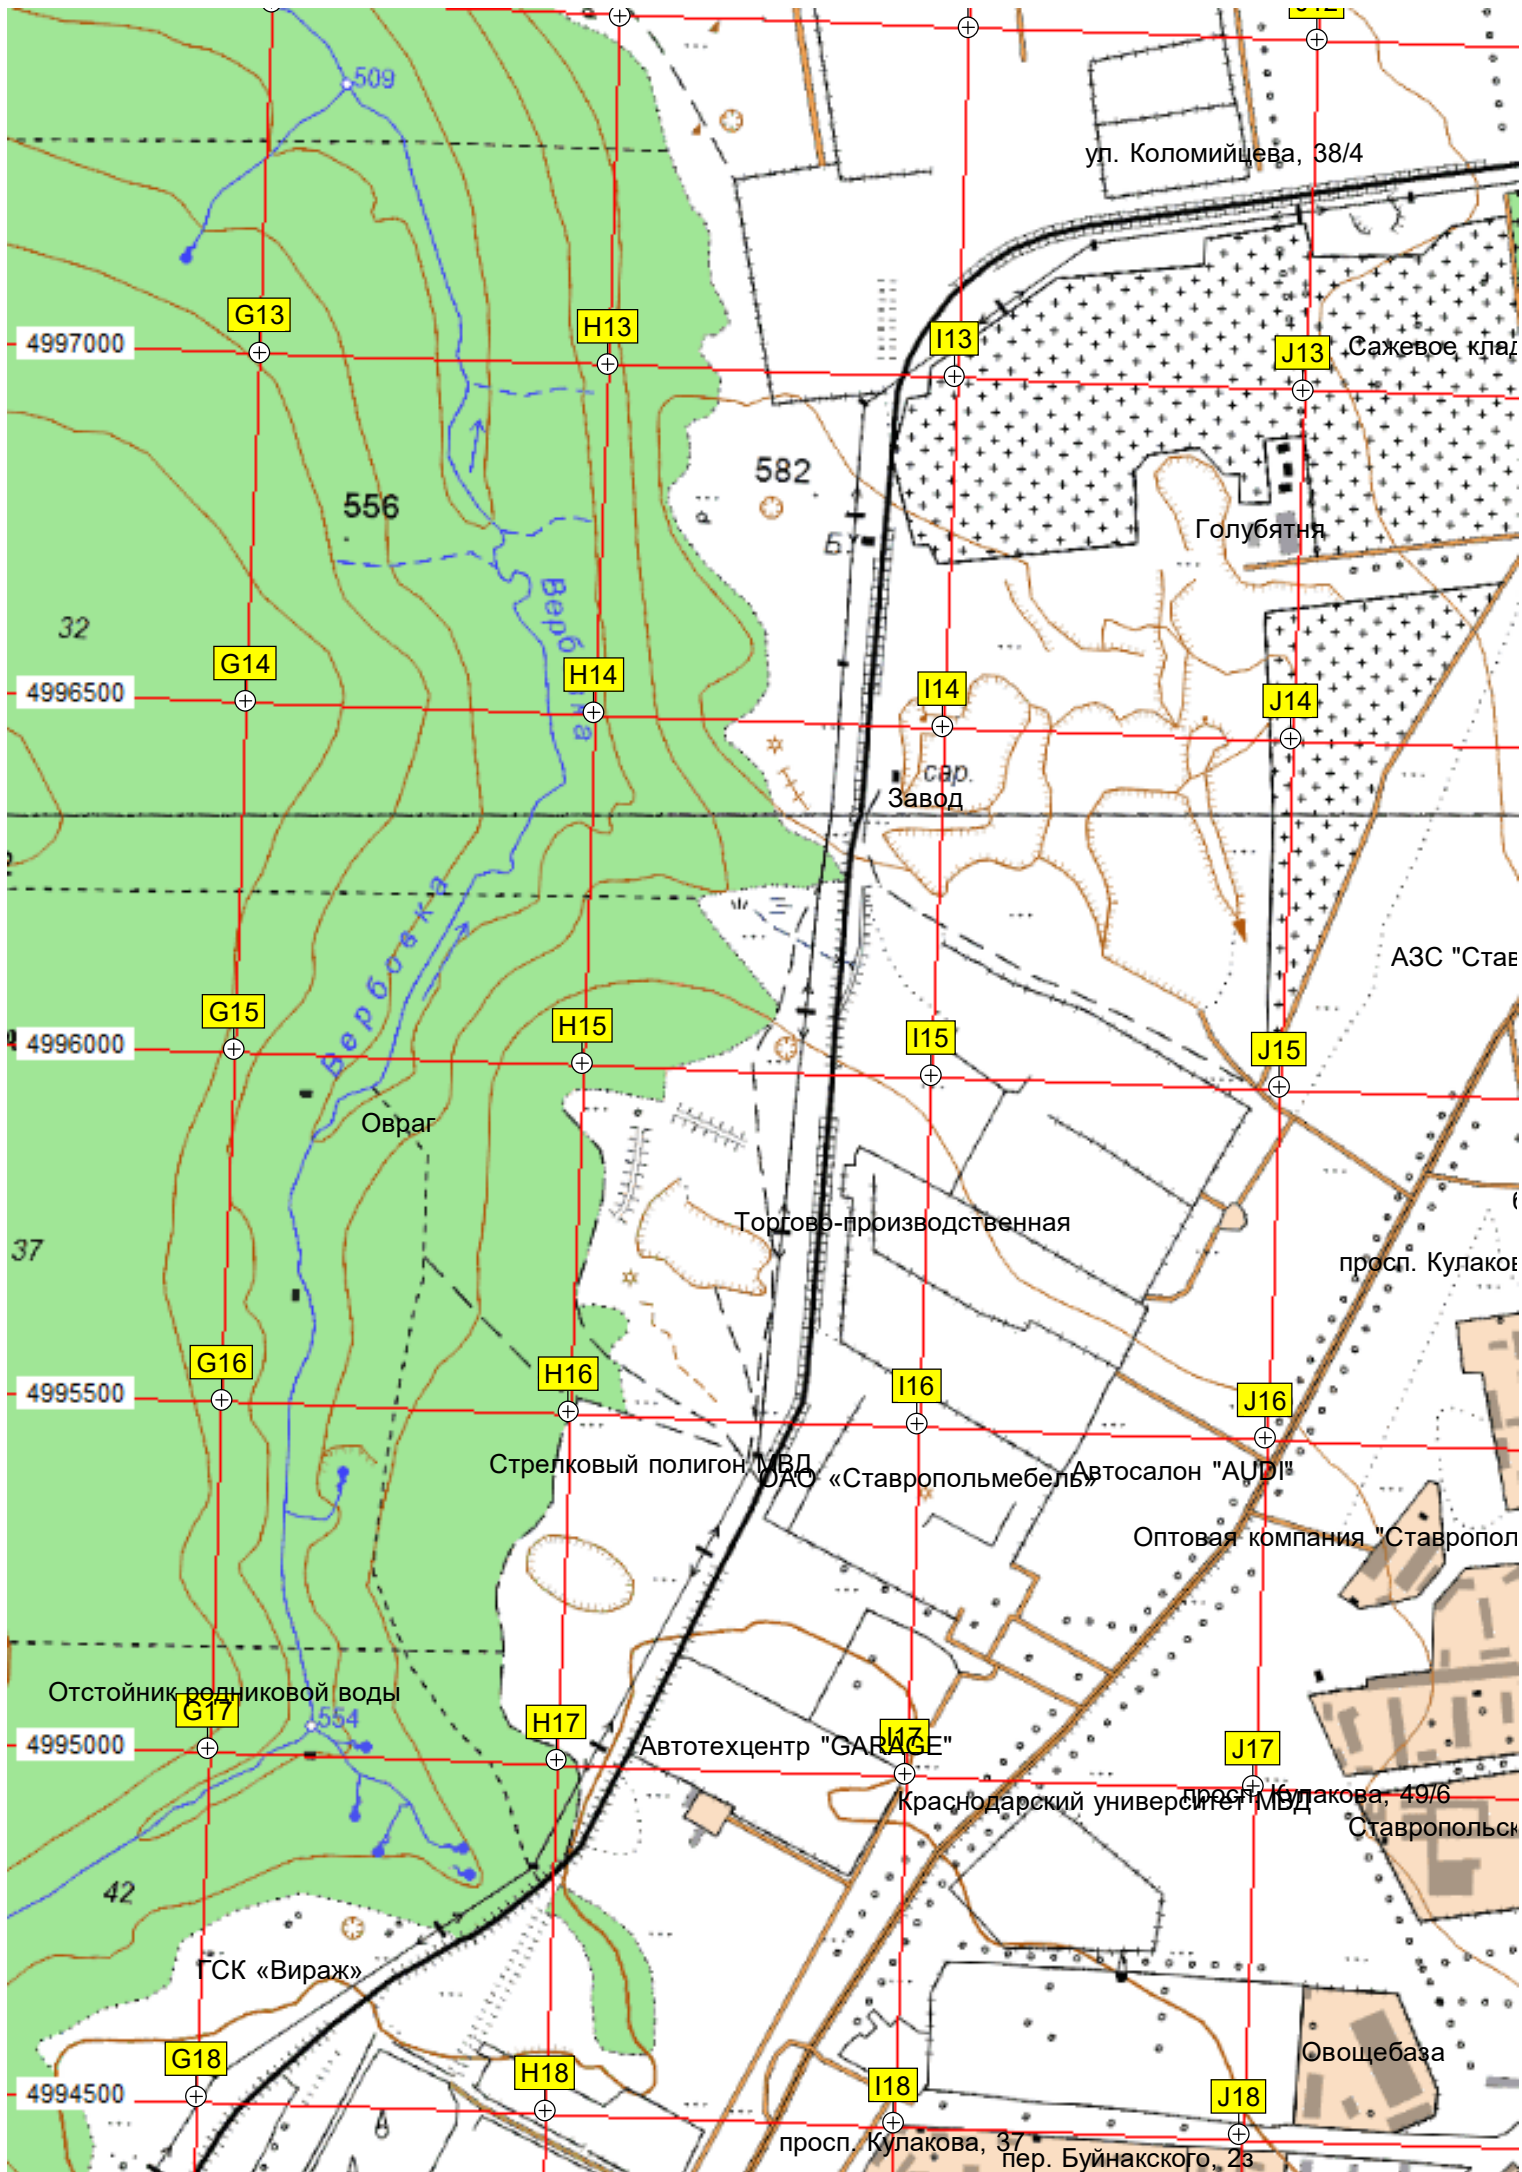 509
ул. Коломийцева, 38/4
G13
H13
I13
J13
4997000
Сажевое клад
582
556
Голубятня
Б
32
Верб
G14
H14
I14
J14
4996500
ка
сар.
Завод
Вербовка
АЗС "Став
G15
H15
I15
J15
4996000
Овраг
37
Торгово-производственная
просп. Кулаков
G16
H16
I16
J16
4995500
Стрелковый полигон МВД
ОАО «Ставропольмебель»
Автосалон "AUDI"
Оптовая компания "Ставропол
Отстойник родниковой воды
G17
554
H17
I17
J17
4995000
Автотехцентр "GARAGE"
Краснодарский университет МВД
просп. Кулакова, 49/6
Ставропольск
42
ГСК «Вираж»
Овощебаза
G18
H18
I18
J18
4994500
просп. Кулакова, 37
пер. Буйнакского, 2з